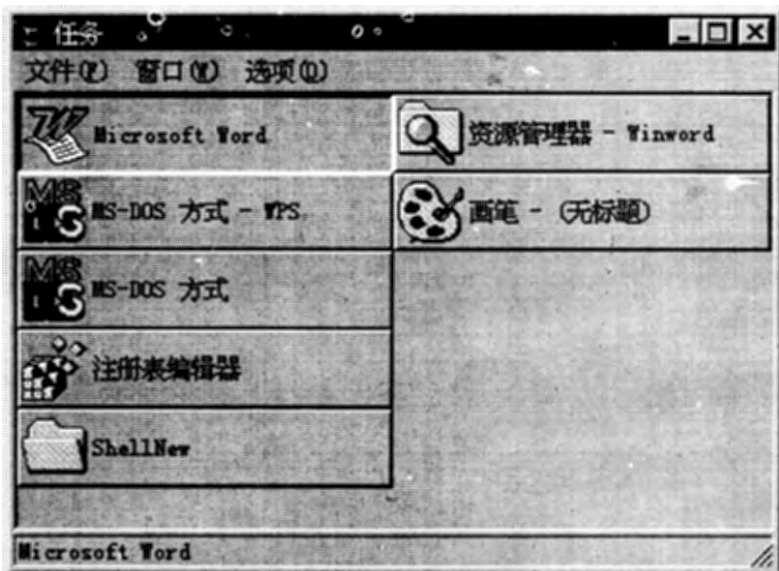 任务
文件(F) 窗口(W) 选项(O)
Microsoft Word
资源管理器 - Winword
MS-DOS 方式 - WPS
画笔 - (无标题)
MS-DOS 方式
注册表编辑器
ShellNew
Microsoft Word